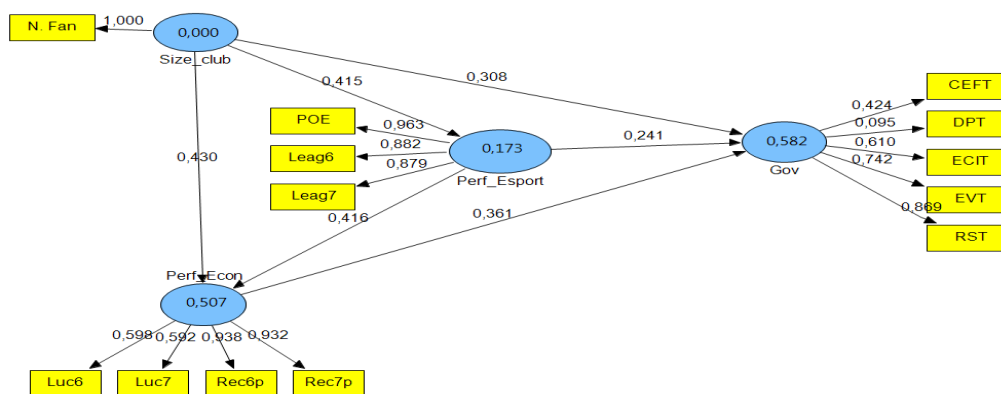 N. Fan
1,000
0,000
Size_club
0,415
0,308
0,430
POE
0,963
Leag6
0,882
Leag7
0,879
0,173
Perf_Esport
0,241
0,416
0,361
0,582
Gov
CEFT
0,424
DPT
0,095
ECIT
0,610
EVT
0,742
RST
0,869
Perf_Econ
0,507
0,598
0,592
0,938
0,932
Luc6
Luc7
Rec6p
Rec7p